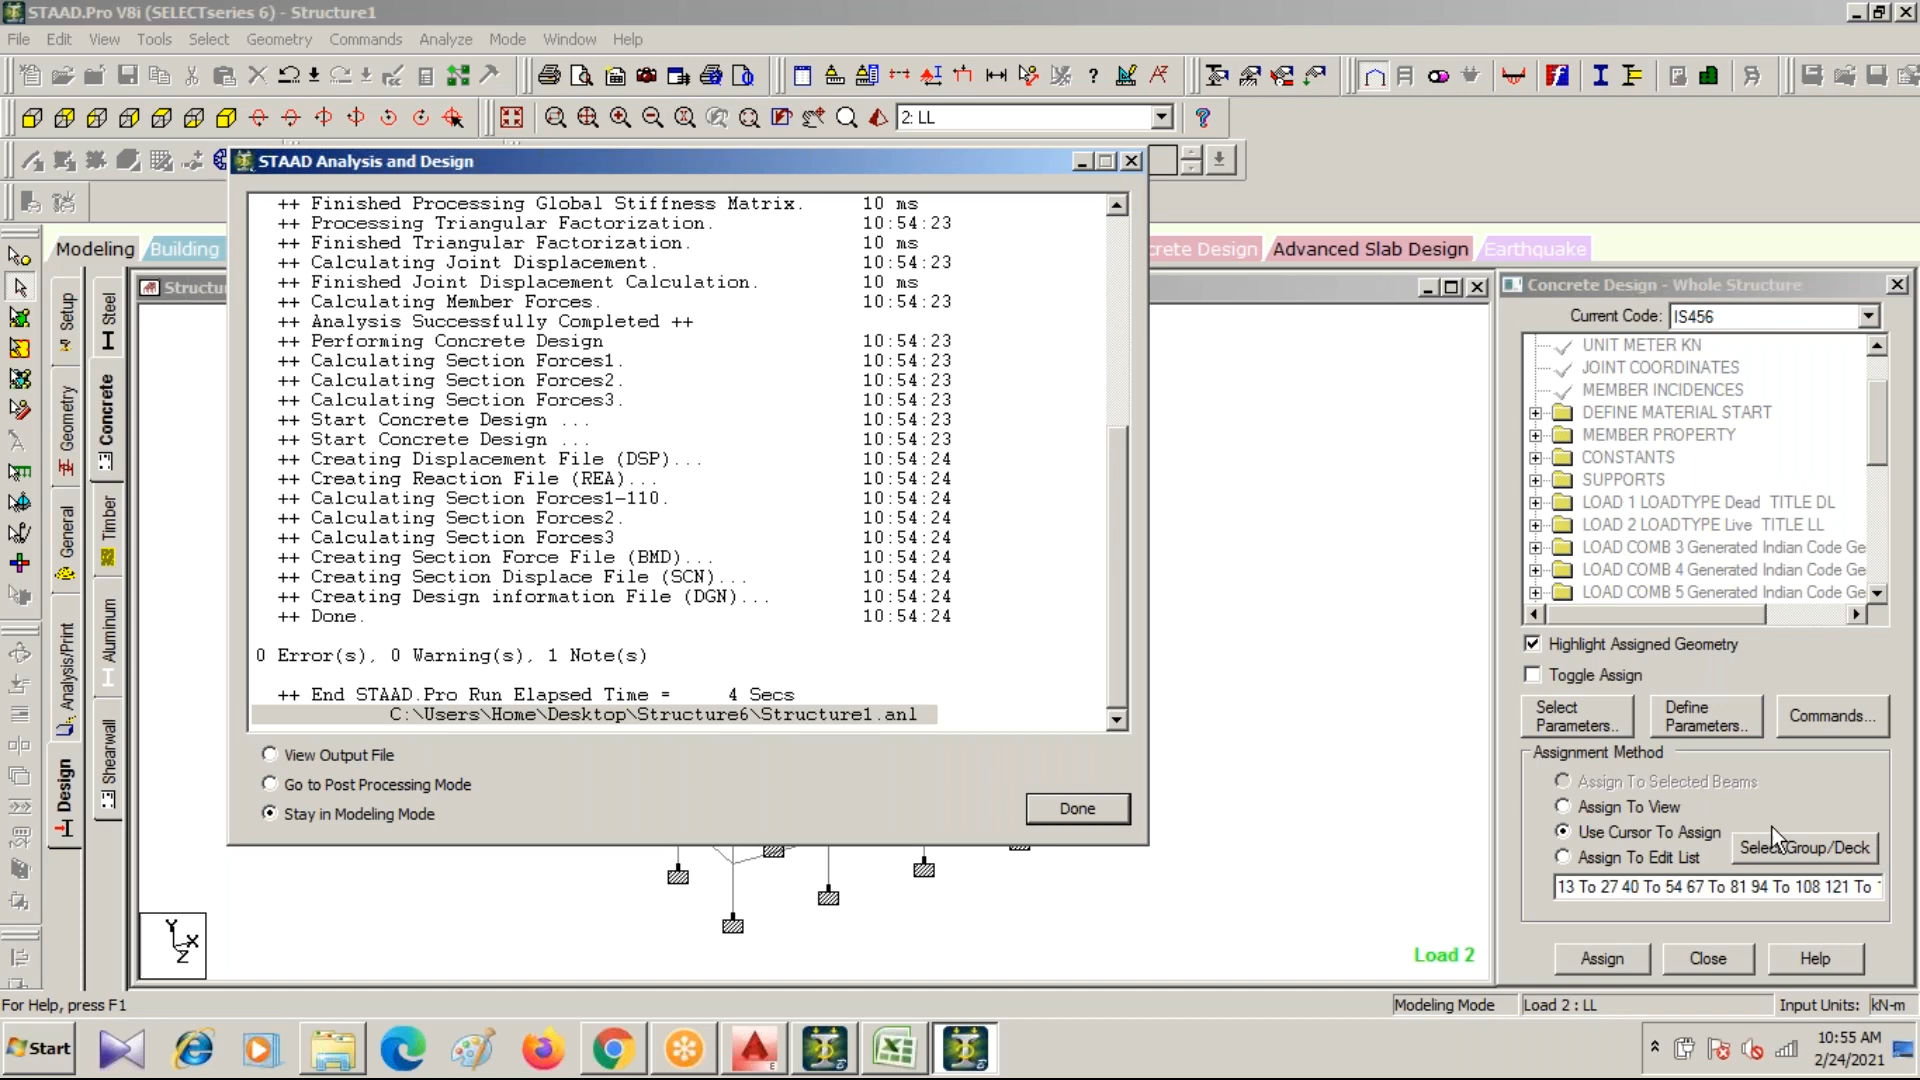 STAAD.Pro V8i (SELECTseries 6) - Structure1
File Edit View Tools Select Geometry Commands Analyze Mode Window Help
2: LL
STAAD Analysis and Design
++ Finished Processing Global Stiffness Matrix. 10 ms
++ Processing Triangular Factorization. 10:54:23
++ Finished Triangular Factorization. 10 ms
++ Calculating Joint Displacement. 10:54:23
++ Finished Joint Displacement Calculation. 10 ms
++ Calculating Member Forces. 10:54:23
++ Analysis Successfully Completed ++
++ Performing Concrete Design 10:54:23
++ Calculating Section Forces1. 10:54:23
++ Calculating Section Forces2. 10:54:23
++ Calculating Section Forces3. 10:54:23
++ Start Concrete Design ... 10:54:23
++ Start Concrete Design ... 10:54:23
++ Creating Displacement File (DSP)... 10:54:24
++ Creating Reaction File (REA)... 10:54:24
++ Calculating Section Forces1-110. 10:54:24
++ Calculating Section Forces2. 10:54:24
++ Calculating Section Forces3 10:54:24
++ Creating Section Force File (BMD)... 10:54:24
++ Creating Section Displace File (SCN)... 10:54:24
++ Creating Design information File (DGN)... 10:54:24
++ Done. 10:54:24
0 Error(s), 0 Warning(s), 1 Note(s)
++ End STAAD.Pro Run Elapsed Time = 4 Secs
C:\Users\Home\Desktop\Structure6\Structure1.anl
View Output File
Go to Post Processing Mode
Stay in Modeling Mode
Done
Modeling Building
crete Design Advanced Slab Design Earthquake
Structu
Setup
Geometry
General
Analysis/Print
Design
Steel
Concrete
Timber
Aluminum
Shearwall
Y
X
Z
Load 2
Concrete Design - Whole Structure
Current Code: IS456
UNIT METER KN
JOINT COORDINATES
MEMBER INCIDENCES
DEFINE MATERIAL START
MEMBER PROPERTY
CONSTANTS
SUPPORTS
LOAD 1 LOADTYPE Dead TITLE DL
LOAD 2 LOADTYPE Live TITLE LL
LOAD COMB 3 Generated Indian Code Ge
LOAD COMB 4 Generated Indian Code Ge
LOAD COMB 5 Generated Indian Code Ge
Highlight Assigned Geometry
Toggle Assign
Select Parameters..
Define Parameters..
Commands...
Assignment Method
Assign To Selected Beams
Assign To View
Use Cursor To Assign
Assign To Edit List
Select Group/Deck
13 To 27 40 To 54 67 To 81 94 To 108 121 To
Assign Close Help
For Help, press F1
Modeling Mode Load 2 : LL Input Units: kN-m
Start
10:55 AM
2/24/2021